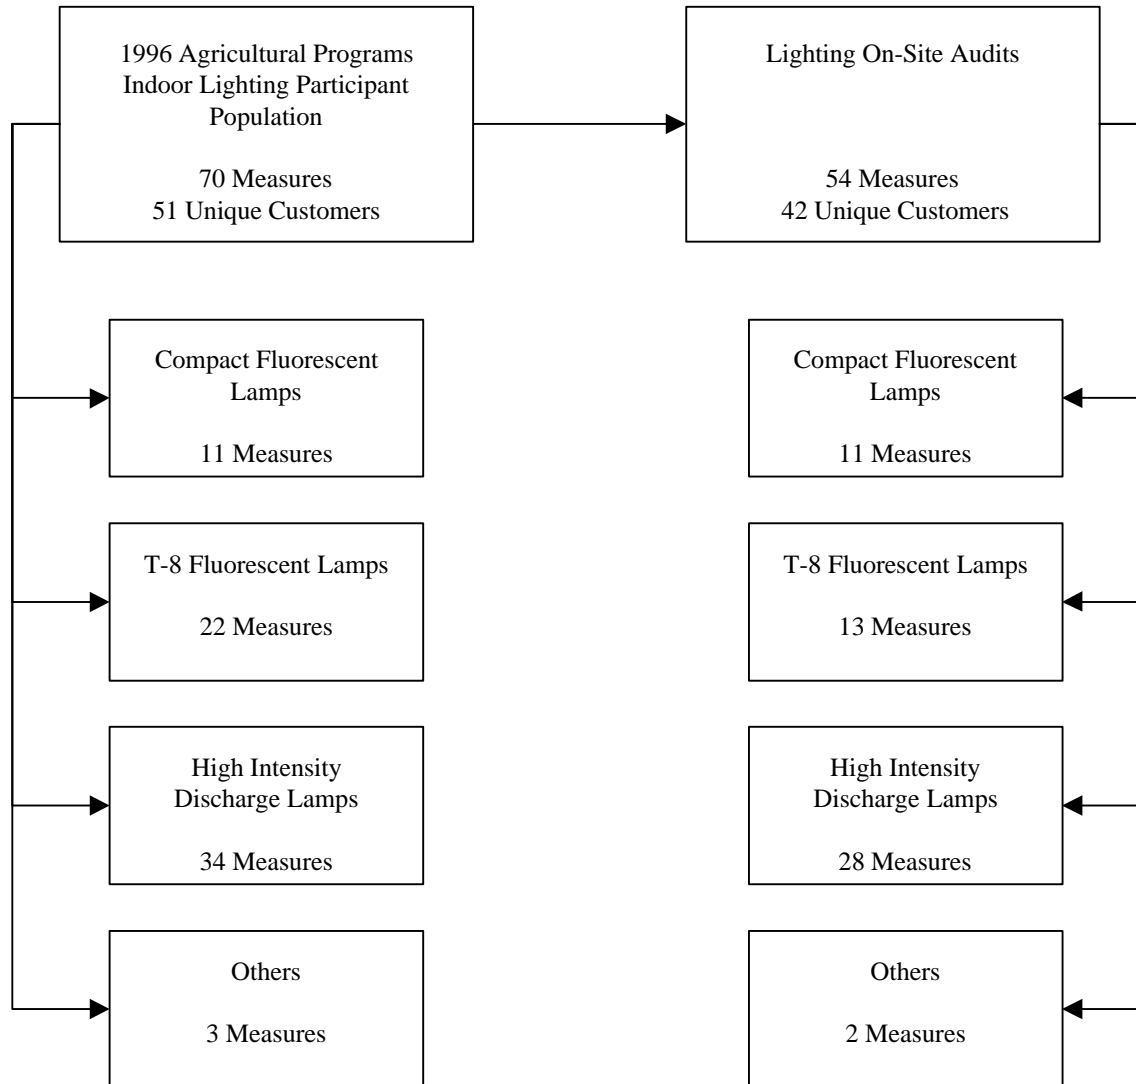 1996 Agricultural Programs
Indoor Lighting Participant
Population
70 Measures
51 Unique Customers
Lighting On-Site Audits
54 Measures
42 Unique Customers
Compact Fluorescent
Lamps
11 Measures
Compact Fluorescent
Lamps
11 Measures
T-8 Fluorescent Lamps
22 Measures
T-8 Fluorescent Lamps
13 Measures
High Intensity
Discharge Lamps
34 Measures
High Intensity
Discharge Lamps
28 Measures
Others
3 Measures
Others
2 Measures